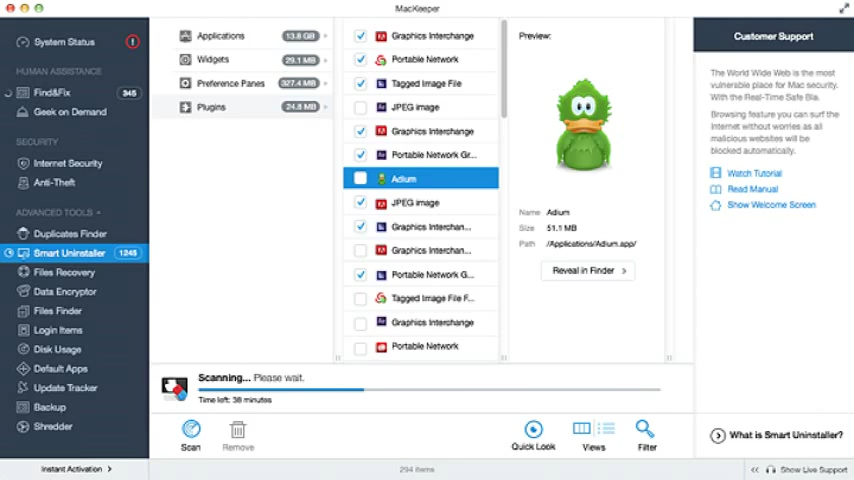 MacKeeper
System Status
HUMAN ASSISTANCE
Find&Fix 345
Geek on Demand
SECURITY
Internet Security
Anti-Theft
ADVANCED TOOLS
Duplicates Finder
Smart Uninstaller 1245
Files Recovery
Data Encryptor
Files Finder
Login Items
Disk Usage
Default Apps
Update Tracker
Backup
Shredder
Instant Activation
Applications 13.8 GB
Widgets 29.1 MB
Preference Panes 327.4 MB
Plugins 24.8 MB
Graphics Interchange
Portable Network
Tagged Image File
JPEG image
Graphics Interchange
Portable Network Gr...
Adium
JPEG image
Graphics Interchan...
Graphics Interchan...
Portable Network G...
Tagged Image File F...
Graphics Interchange
Portable Network
Preview:
Name Adium
Size 51.1 MB
Path /Applications/Adium.app/
Reveal in Finder
Scanning... Please wait.
Time left: 38 minutes
Scan
Remove
Quick Look
Views
Filter
294 items
Customer Support
The World Wide Web is the most
vulnerable place for Mac security.
With the Real-Time Safe Bla.
Browsing feature you can surf the
Internet without worries as all
malicious websites will be
blocked automatically.
Watch Tutorial
Read Manual
Show Welcome Screen
What is Smart Uninstaller?
Show Live Support